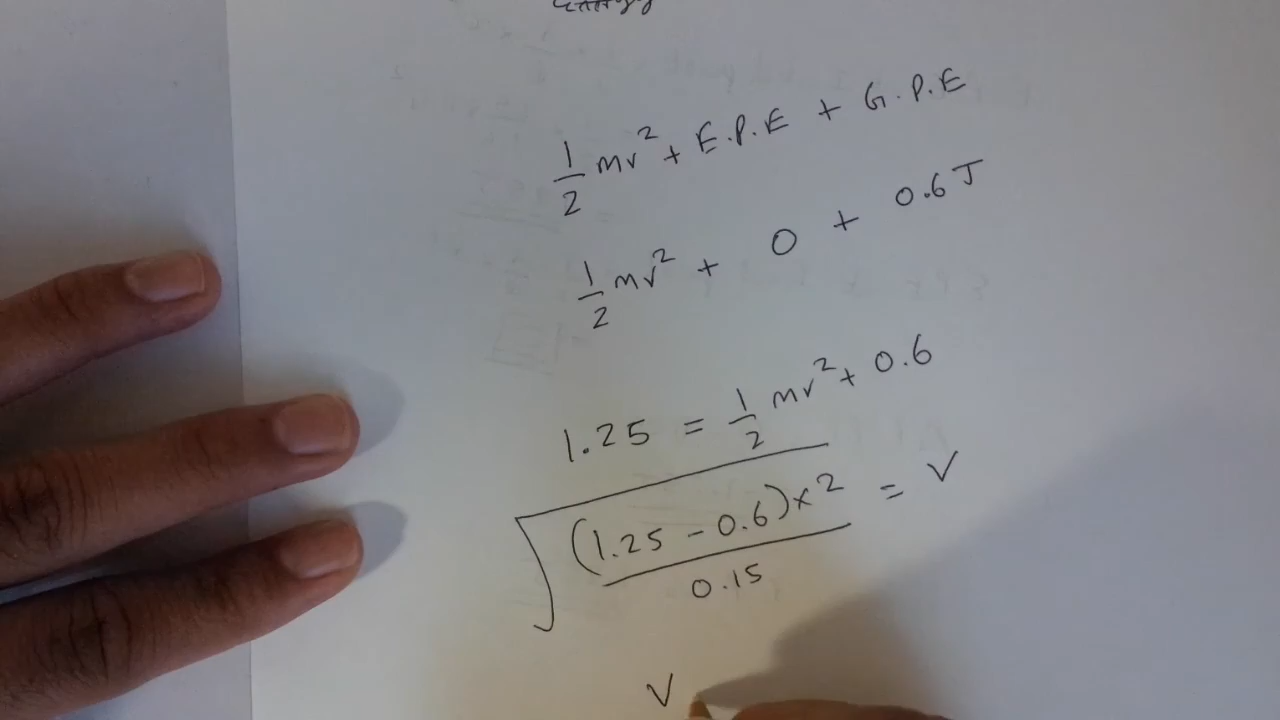 1/2 mv² + E.P.E + G.P.E
1/2 mv² + 0 + 0.6 J
1.25 = 1/2 mv² + 0.6
√((1.25 - 0.6) x 2 / 0.15) = V
V